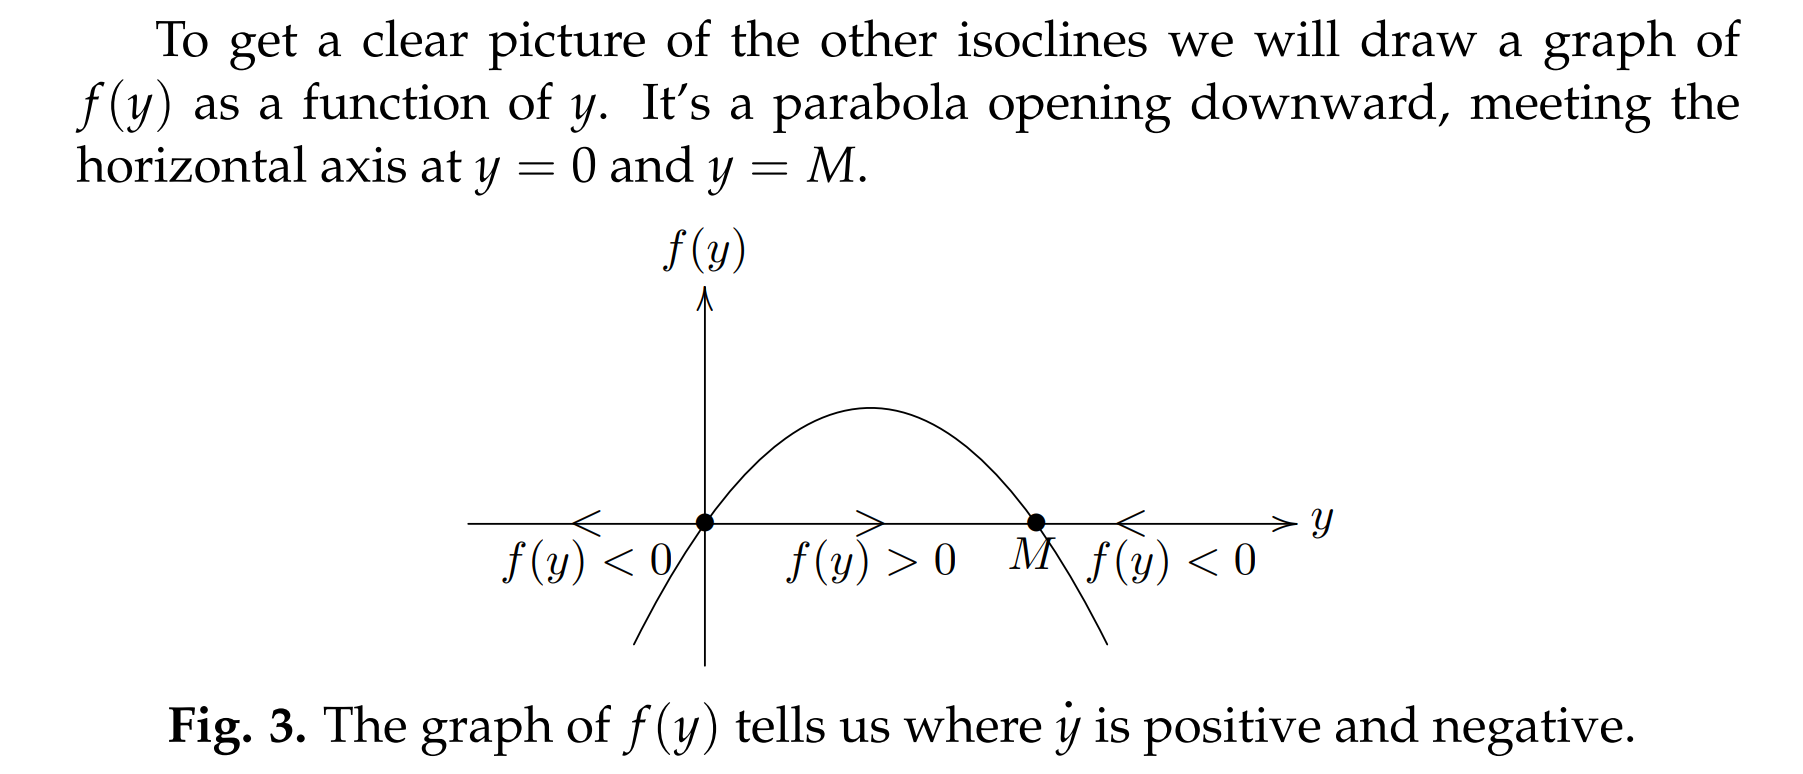 To get a clear picture of the other isoclines we will draw a graph of
f(y) as a function of y. It's a parabola opening downward, meeting the
horizontal axis at y = 0 and y = M.
f(y)
y
f(y) < 0 f(y) > 0 M f(y) < 0
Fig. 3. The graph of f(y) tells us where ẏ is positive and negative.